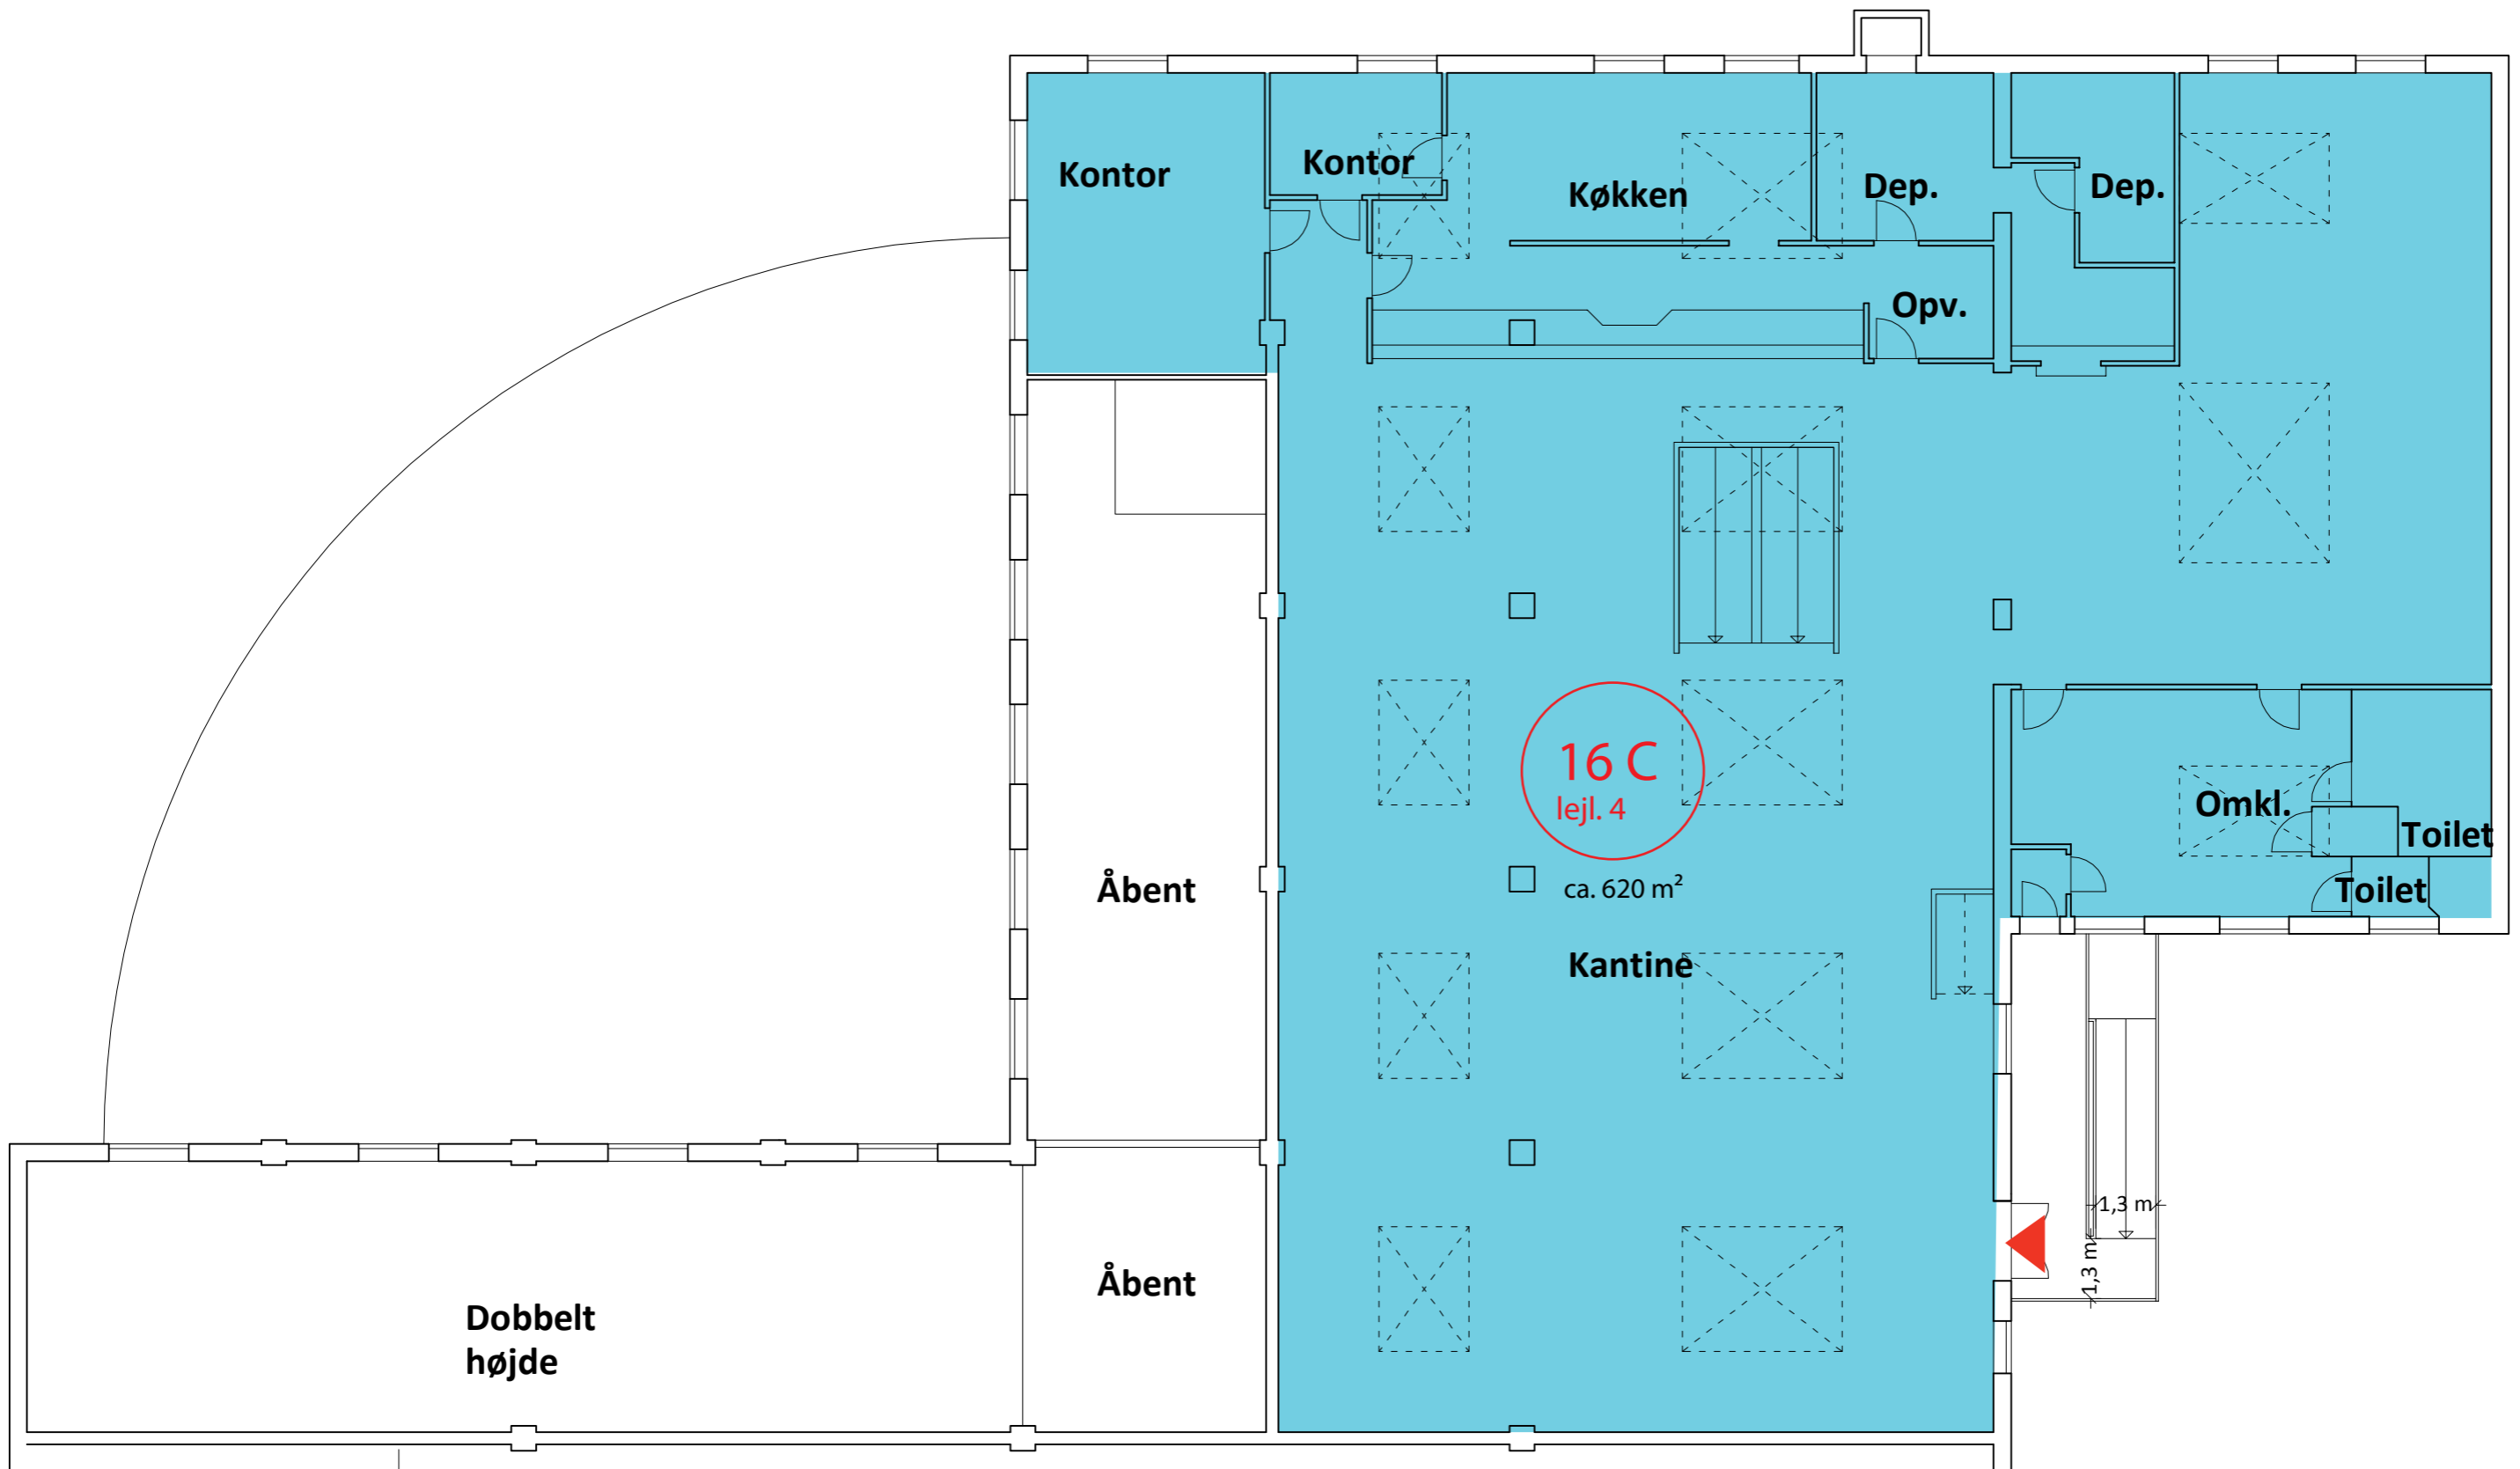 Kontor
Kontor
Køkken
Dep.
Dep.
Opv.
16 C
lejl. 4
ca. 620 m²
Kantine
Omkl.
Toilet
Toilet
Åbent
Åbent
Dobbelt
højde
1,3 m
1,3 m